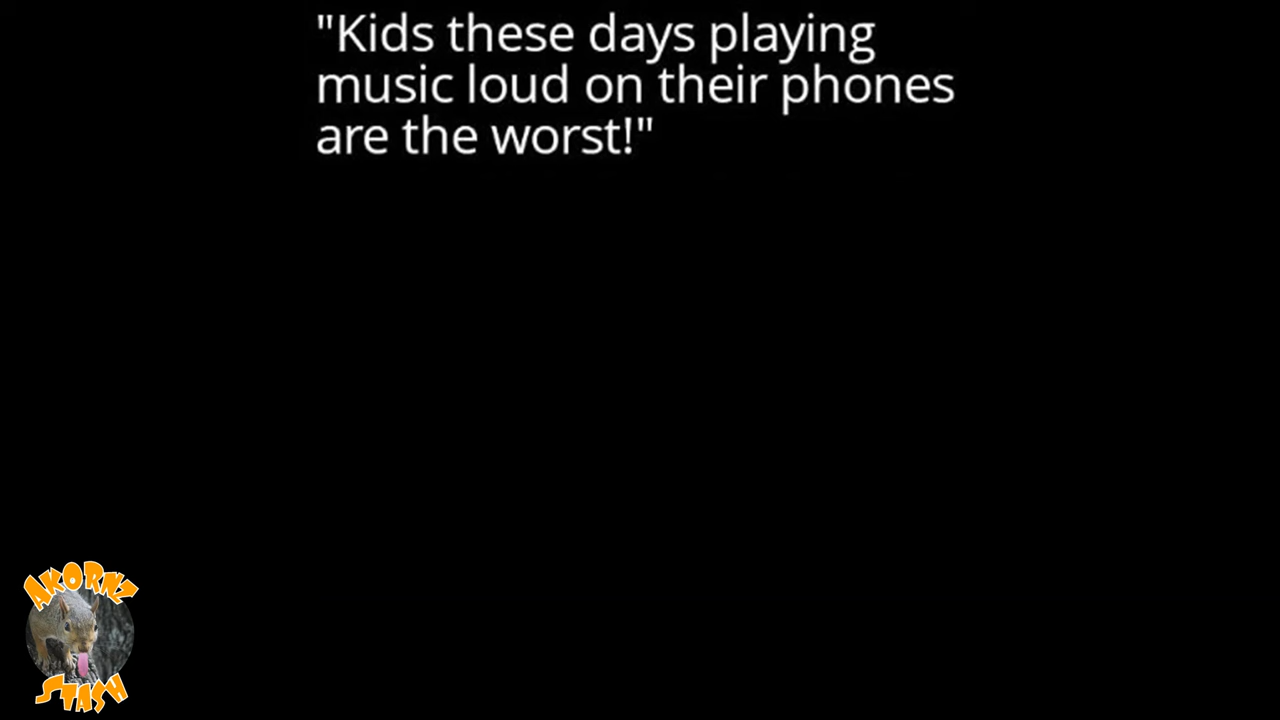 "Kids these days playing
music loud on their phones
are the worst!"
AKORNZ
STASH